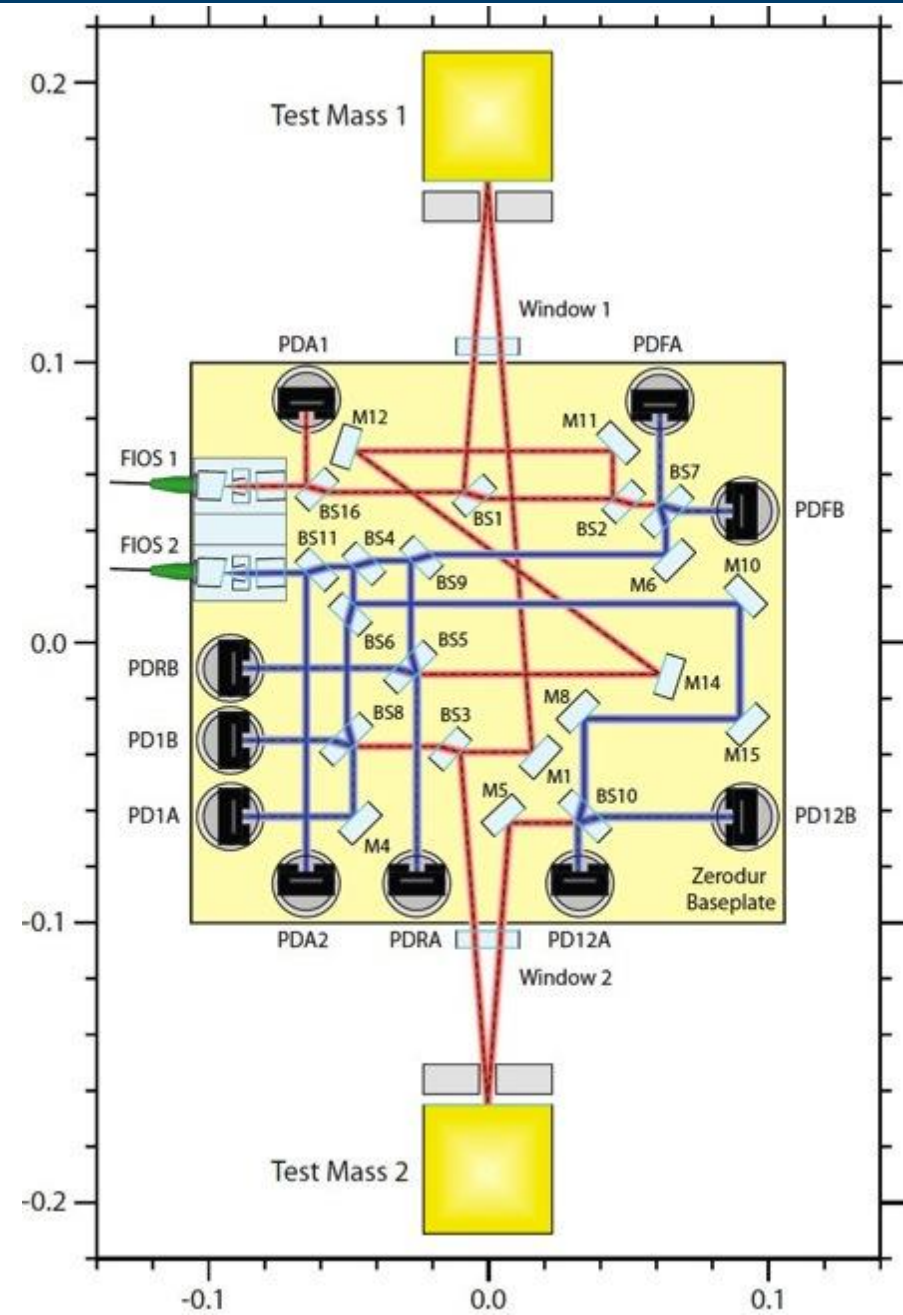 0.2
Test Mass 1
Window 1
PDA1
PDFA
0.1
M12
M11
FIOS 1
BS7
BS16
BS1
BS2
PDFB
FIOS 2
BS11
BS4
BS9
M6
M10
BS6
0.0
BS5
PDRB
M14
M8
BS8
BS3
PD1B
M15
M1
M5
BS10
PD1A
PD12B
M4
Zerodur
Baseplate
-0.1
PDA2
PDRA
PD12A
Window 2
Test Mass 2
-0.2
-0.1
0.0
0.1